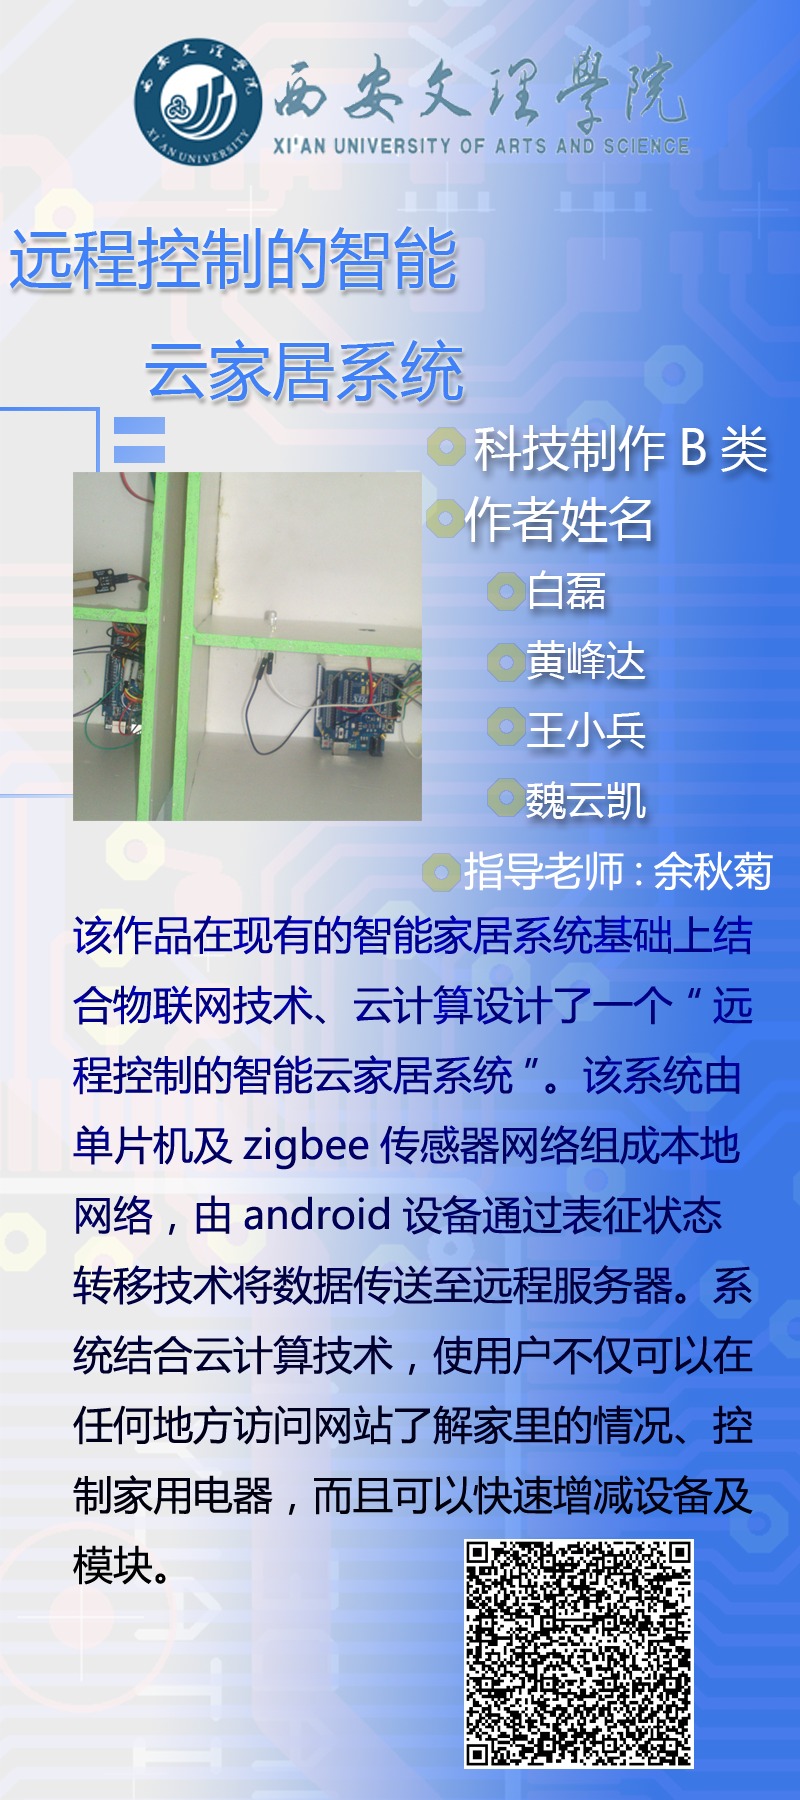 西安文理学院
XI'AN UNIVERSITY
西安文理學院
XI'AN UNIVERSITY OF ARTS AND SCIENCE
远程控制的智能
云家居系统
科技制作 B 类
作者姓名
白磊
黄峰达
王小兵
魏云凯
指导老师：余秋菊
该作品在现有的智能家居系统基础上结
合物联网技术、云计算设计了一个“ 远
程控制的智能云家居系统 ”。该系统由
单片机及 zigbee 传感器网络组成本地
网络，由 android 设备通过表征状态
转移技术将数据传送至远程服务器。系
统结合云计算技术，使用户不仅可以在
任何地方访问网站了解家里的情况、控
制家用电器，而且可以快速增减设备及
模块。